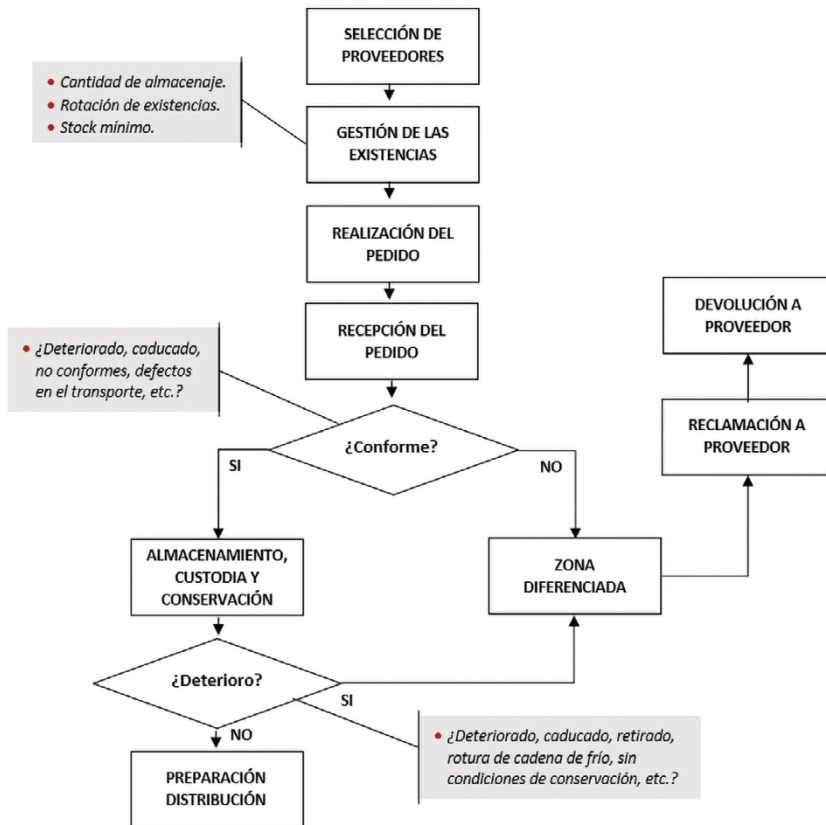 SELECCIÓN DE
PROVEEDORES
• Cantidad de almacenaje.
• Rotación de existencias.
• Stock mínimo.
GESTIÓN DE LAS
EXISTENCIAS
REALIZACIÓN DEL
PEDIDO
RECEPCIÓN DEL
PEDIDO
DEVOLUCIÓN A
PROVEEDOR
• ¿Deteriorado, caducado,
no conformes, defectos
en el transporte, etc.?
RECLAMACIÓN A
PROVEEDOR
¿Conforme?
SI
NO
ALMACENAMIENTO,
CUSTODIA Y
CONSERVACIÓN
ZONA
DIFERENCIADA
¿Deterioro?
SI
NO
• ¿Deteriorado, caducado, retirado,
rotura de cadena de frío, sin
condiciones de conservación, etc.?
PREPARACIÓN
DISTRIBUCIÓN